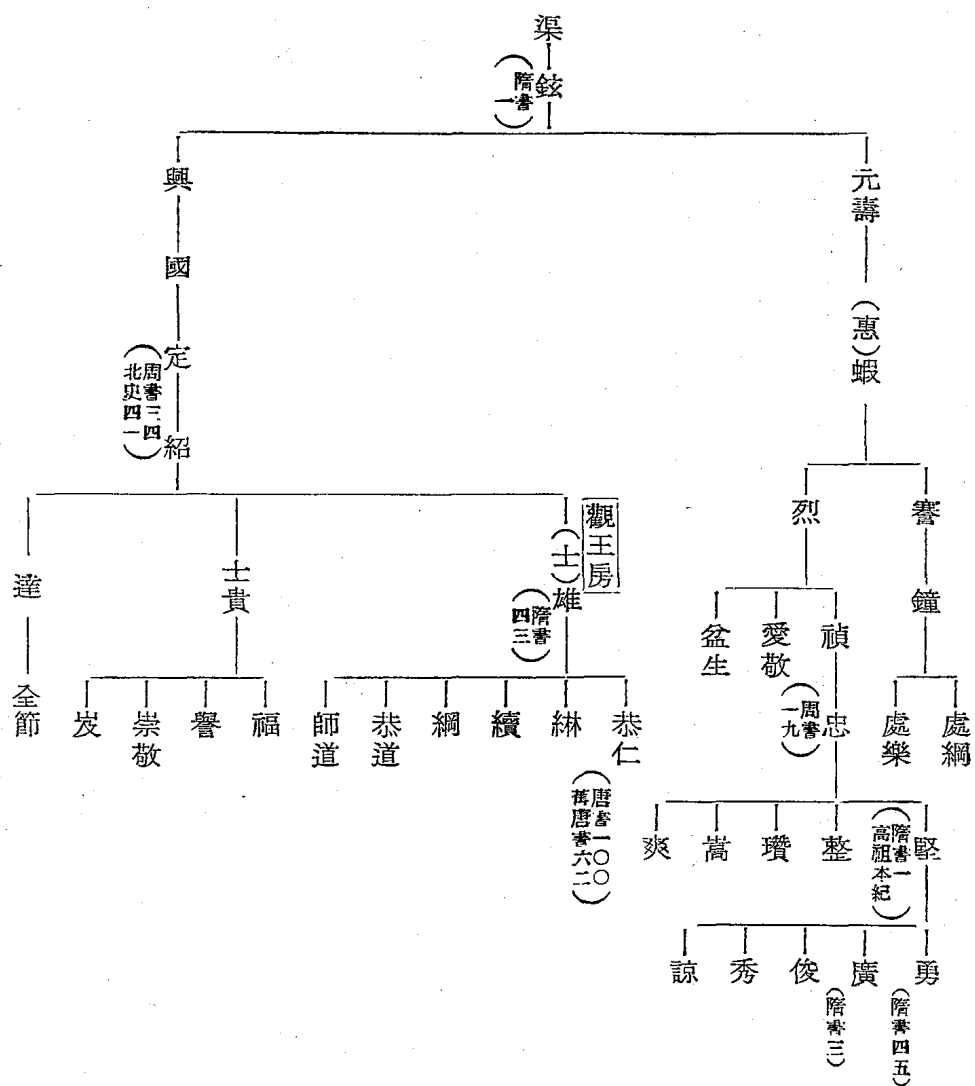 渠
鉉
(隋書一)
元壽
(惠)蝦
謇
鐘
處綱
處樂
烈
禎
忠
(周書一九)
愛敬
盆生
堅
(隋書一
高祖本紀)
整
瓚
嵩
爽
勇
(隋書四五)
廣
(隋書三)
俊
秀
諒
興
國
定
紹
(周書三四
北史四一)
觀王房
(士)雄
(隋書
四三)
恭仁
(唐書一〇〇
舊唐書六二)
綝
續
綱
恭道
師道
士貴
福
譽
崇敬
岌
達
全節